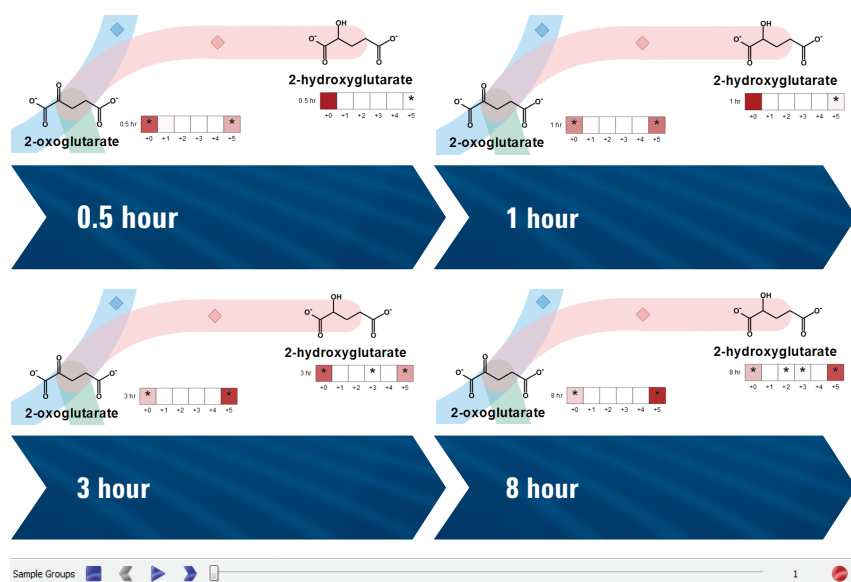 OH
O⁻ O⁻
O O
2-hydroxyglutarate
0.5 hr *
+0 +1 +2 +3 +4 +5
O
O⁻ O⁻
O O
0.5 hr * *
+0 +1 +2 +3 +4 +5
2-oxoglutarate
0.5 hour
OH
O⁻ O⁻
O O
2-hydroxyglutarate
1 hr *
+0 +1 +2 +3 +4 +5
O
O⁻ O⁻
O O
1 hr * *
+0 +1 +2 +3 +4 +5
2-oxoglutarate
1 hour
OH
O⁻ O⁻
O O
2-hydroxyglutarate
3 hr * * *
+0 +1 +2 +3 +4 +5
O
O⁻ O⁻
O O
3 hr * *
+0 +1 +2 +3 +4 +5
2-oxoglutarate
3 hour
OH
O⁻ O⁻
O O
2-hydroxyglutarate
8 hr * * * *
+0 +1 +2 +3 +4 +5
O
O⁻ O⁻
O O
8 hr * *
+0 +1 +2 +3 +4 +5
2-oxoglutarate
8 hour
Sample Groups 1